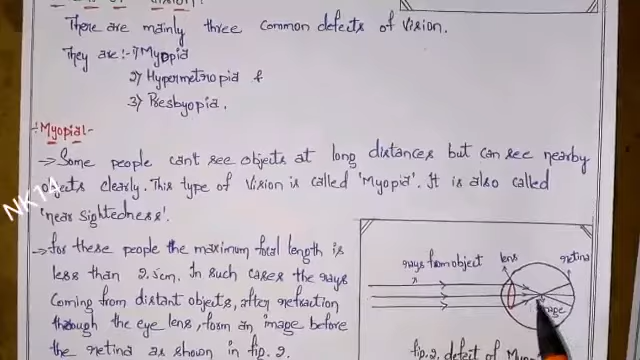 There are mainly three common defects of vision.
They are :- 1) Myopia
2) Hypermetropia &
3) Presbyopia.
Myopia:-
→ Some people can't see objects at long distances but can see nearby
objects clearly. This type of vision is called 'Myopia'. It is also called
'near sightedness'.
→ for these people the maximum focal length is
less than 2.5cm. In such cases the rays
coming from distant objects, after refraction
through the eye lens, form an image before
the retina as shown in fig. 2.
rays from object
lens
retina
image
fig. 2. defect of
NK14